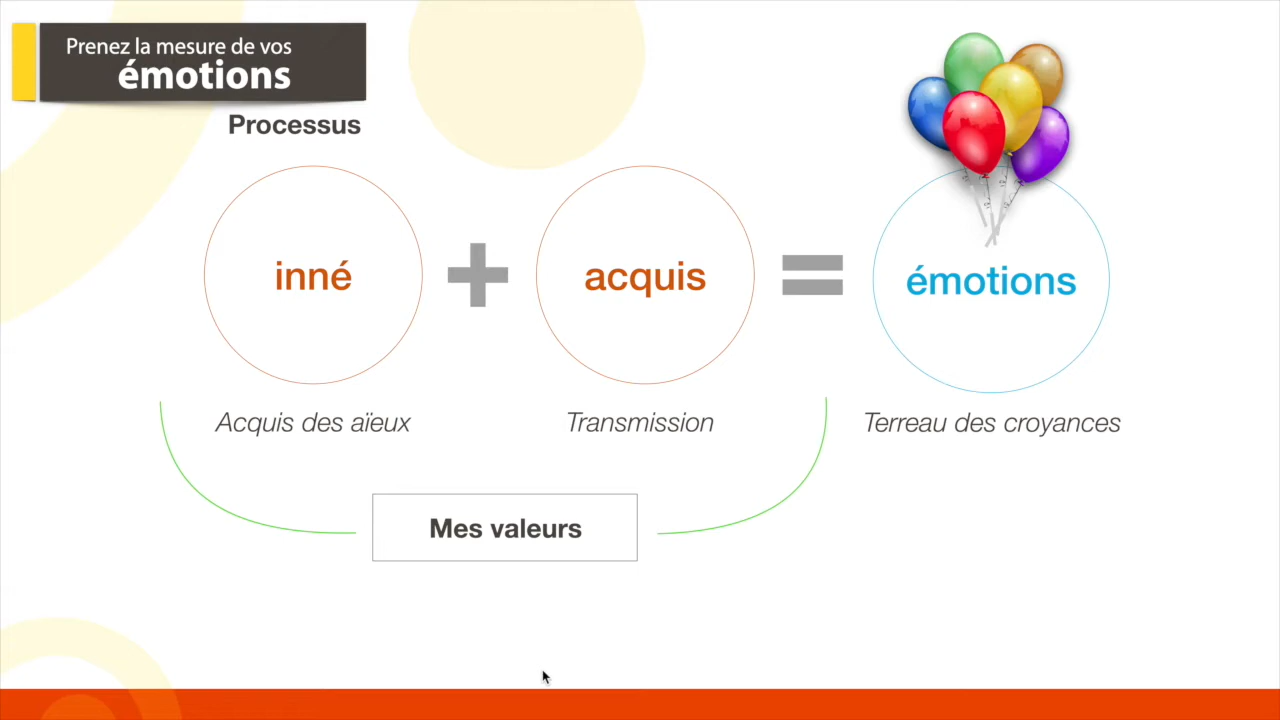 Prenez la mesure de vos
émotions
Processus
inné
acquis
émotions
Acquis des aïeux
Transmission
Terreau des croyances
Mes valeurs